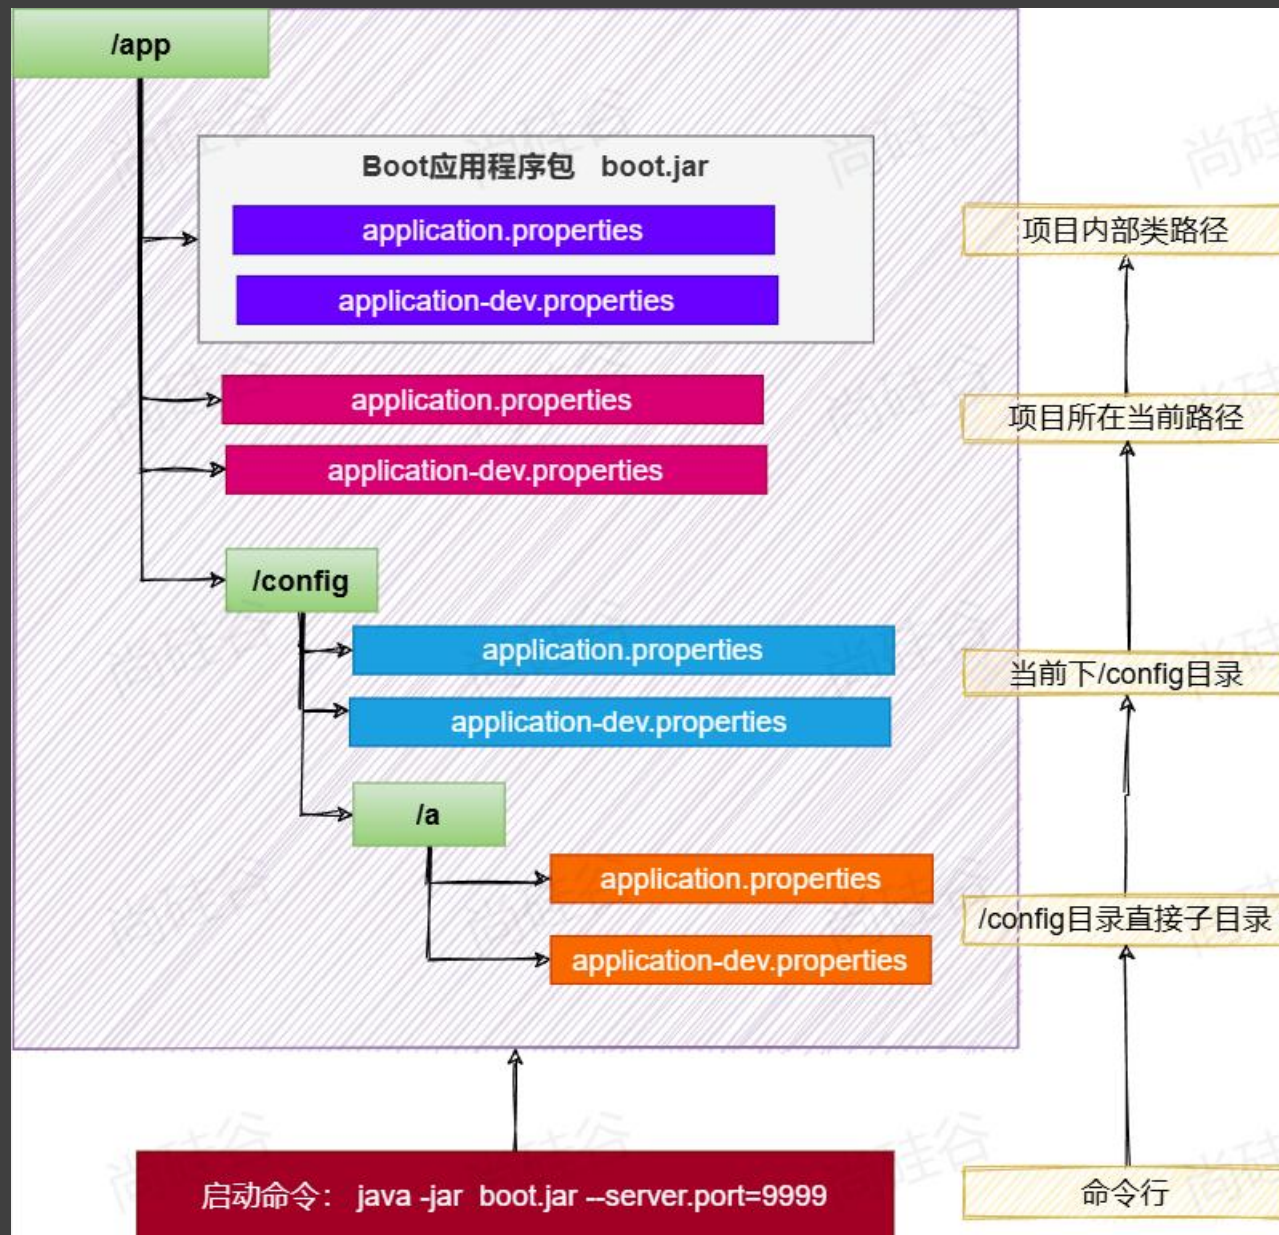 /app
Boot应用程序包 boot.jar
application.properties
application-dev.properties
application.properties
application-dev.properties
/config
application.properties
application-dev.properties
/a
application.properties
application-dev.properties
启动命令： java -jar boot.jar --server.port=9999
项目内部类路径
项目所在当前路径
当前下/config目录
/config目录直接子目录
命令行
尚硅谷